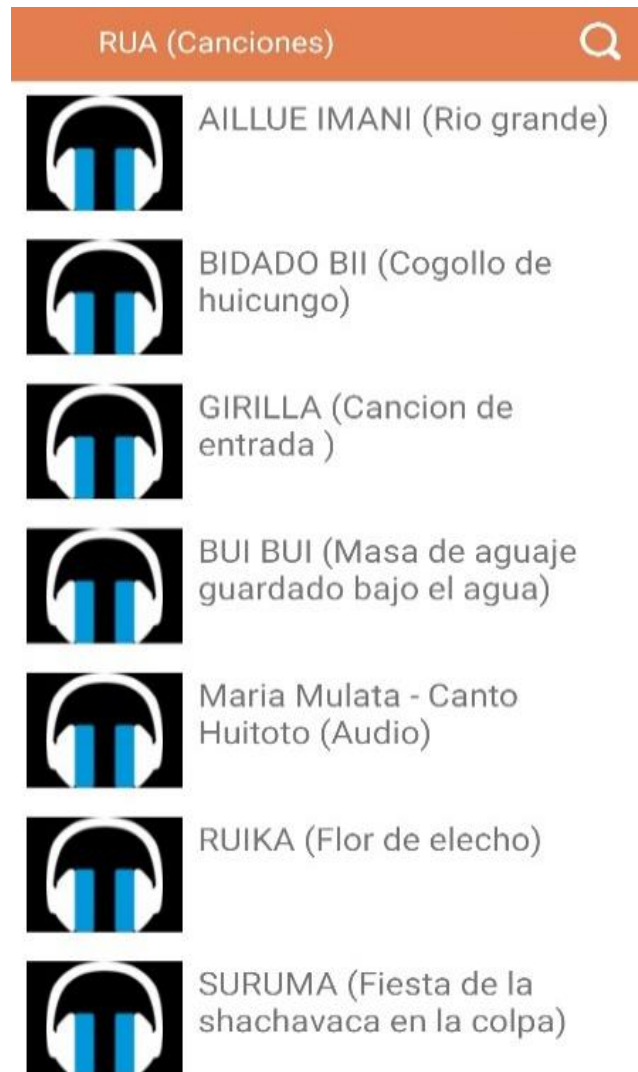 RUA (Canciones)
AILLUE IMANI (Rio grande)
BIDADO BII (Cogollo de
huicungo)
GIRILLA (Cancion de
entrada )
BUI BUI (Masa de aguaje
guardado bajo el agua)
Maria Mulata - Canto
Huitoto (Audio)
RUIKA (Flor de elecho)
SURUMA (Fiesta de la
shachavaca en la colpa)